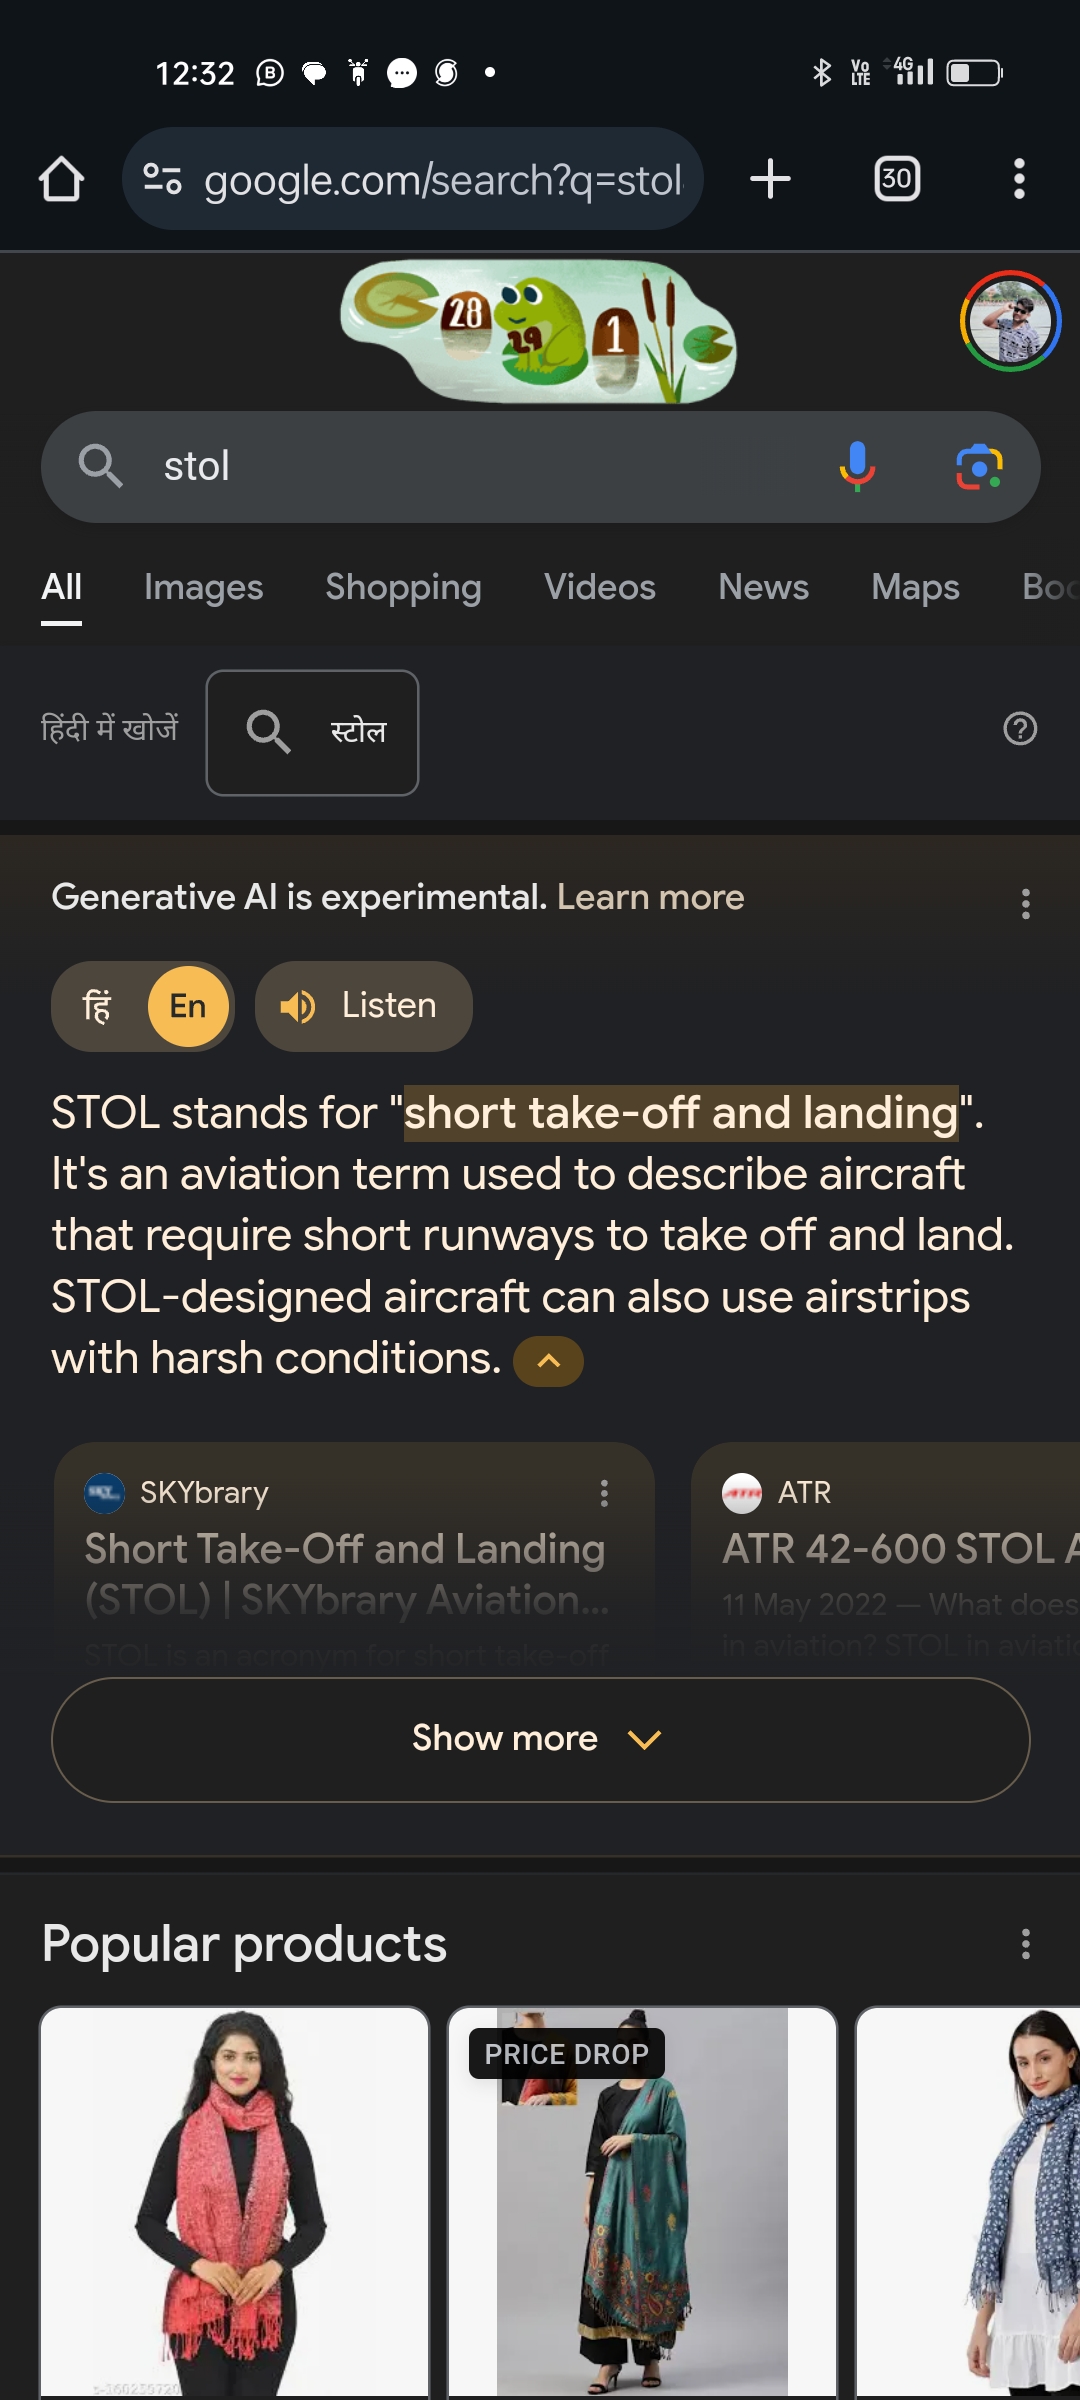 12:32
Vo LTE 4G
google.com/search?q=stol
30
28 29 1
stol
All Images Shopping Videos News Maps Boo
हिंदी में खोजें स्टोल
Generative AI is experimental. Learn more
हिं En Listen
STOL stands for "short take-off and landing".
It's an aviation term used to describe aircraft
that require short runways to take off and land.
STOL-designed aircraft can also use airstrips
with harsh conditions.
SKYbrary
Short Take-Off and Landing
(STOL) | SKYbrary Aviation...
STOL is an acronym for short take-off
ATR
ATR 42-600 STOL A
11 May 2022 — What does
in aviation? STOL in aviatio
Show more
Popular products
PRICE DROP